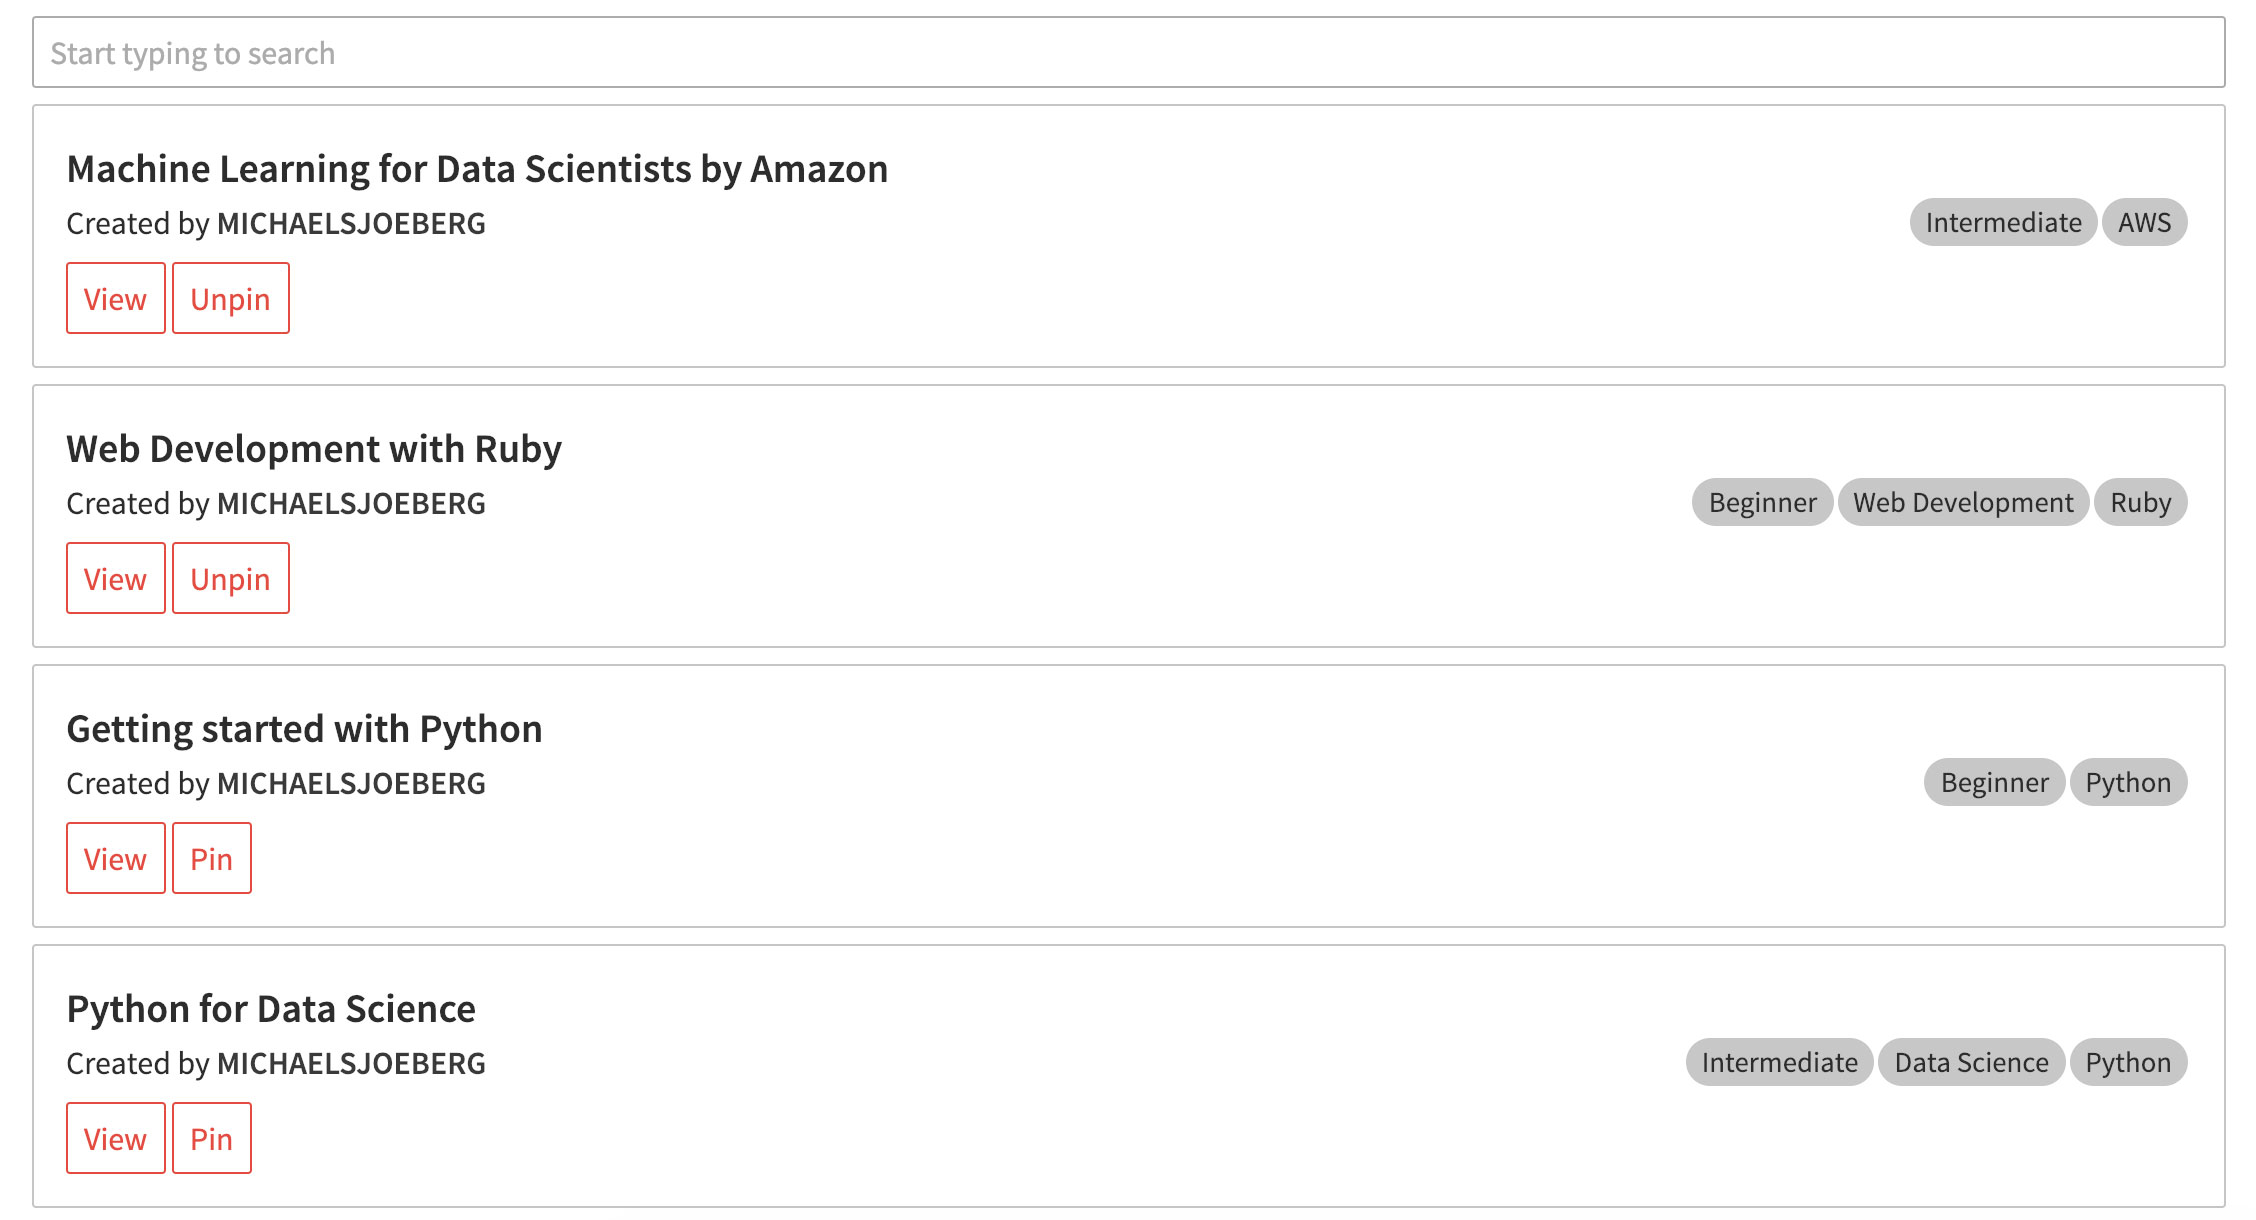 Start typing to search
Machine Learning for Data Scientists by Amazon
Created by MICHAELSJOEBERG
Intermediate AWS
View Unpin
Web Development with Ruby
Created by MICHAELSJOEBERG
Beginner Web Development Ruby
View Unpin
Getting started with Python
Created by MICHAELSJOEBERG
Beginner Python
View Pin
Python for Data Science
Created by MICHAELSJOEBERG
Intermediate Data Science Python
View Pin